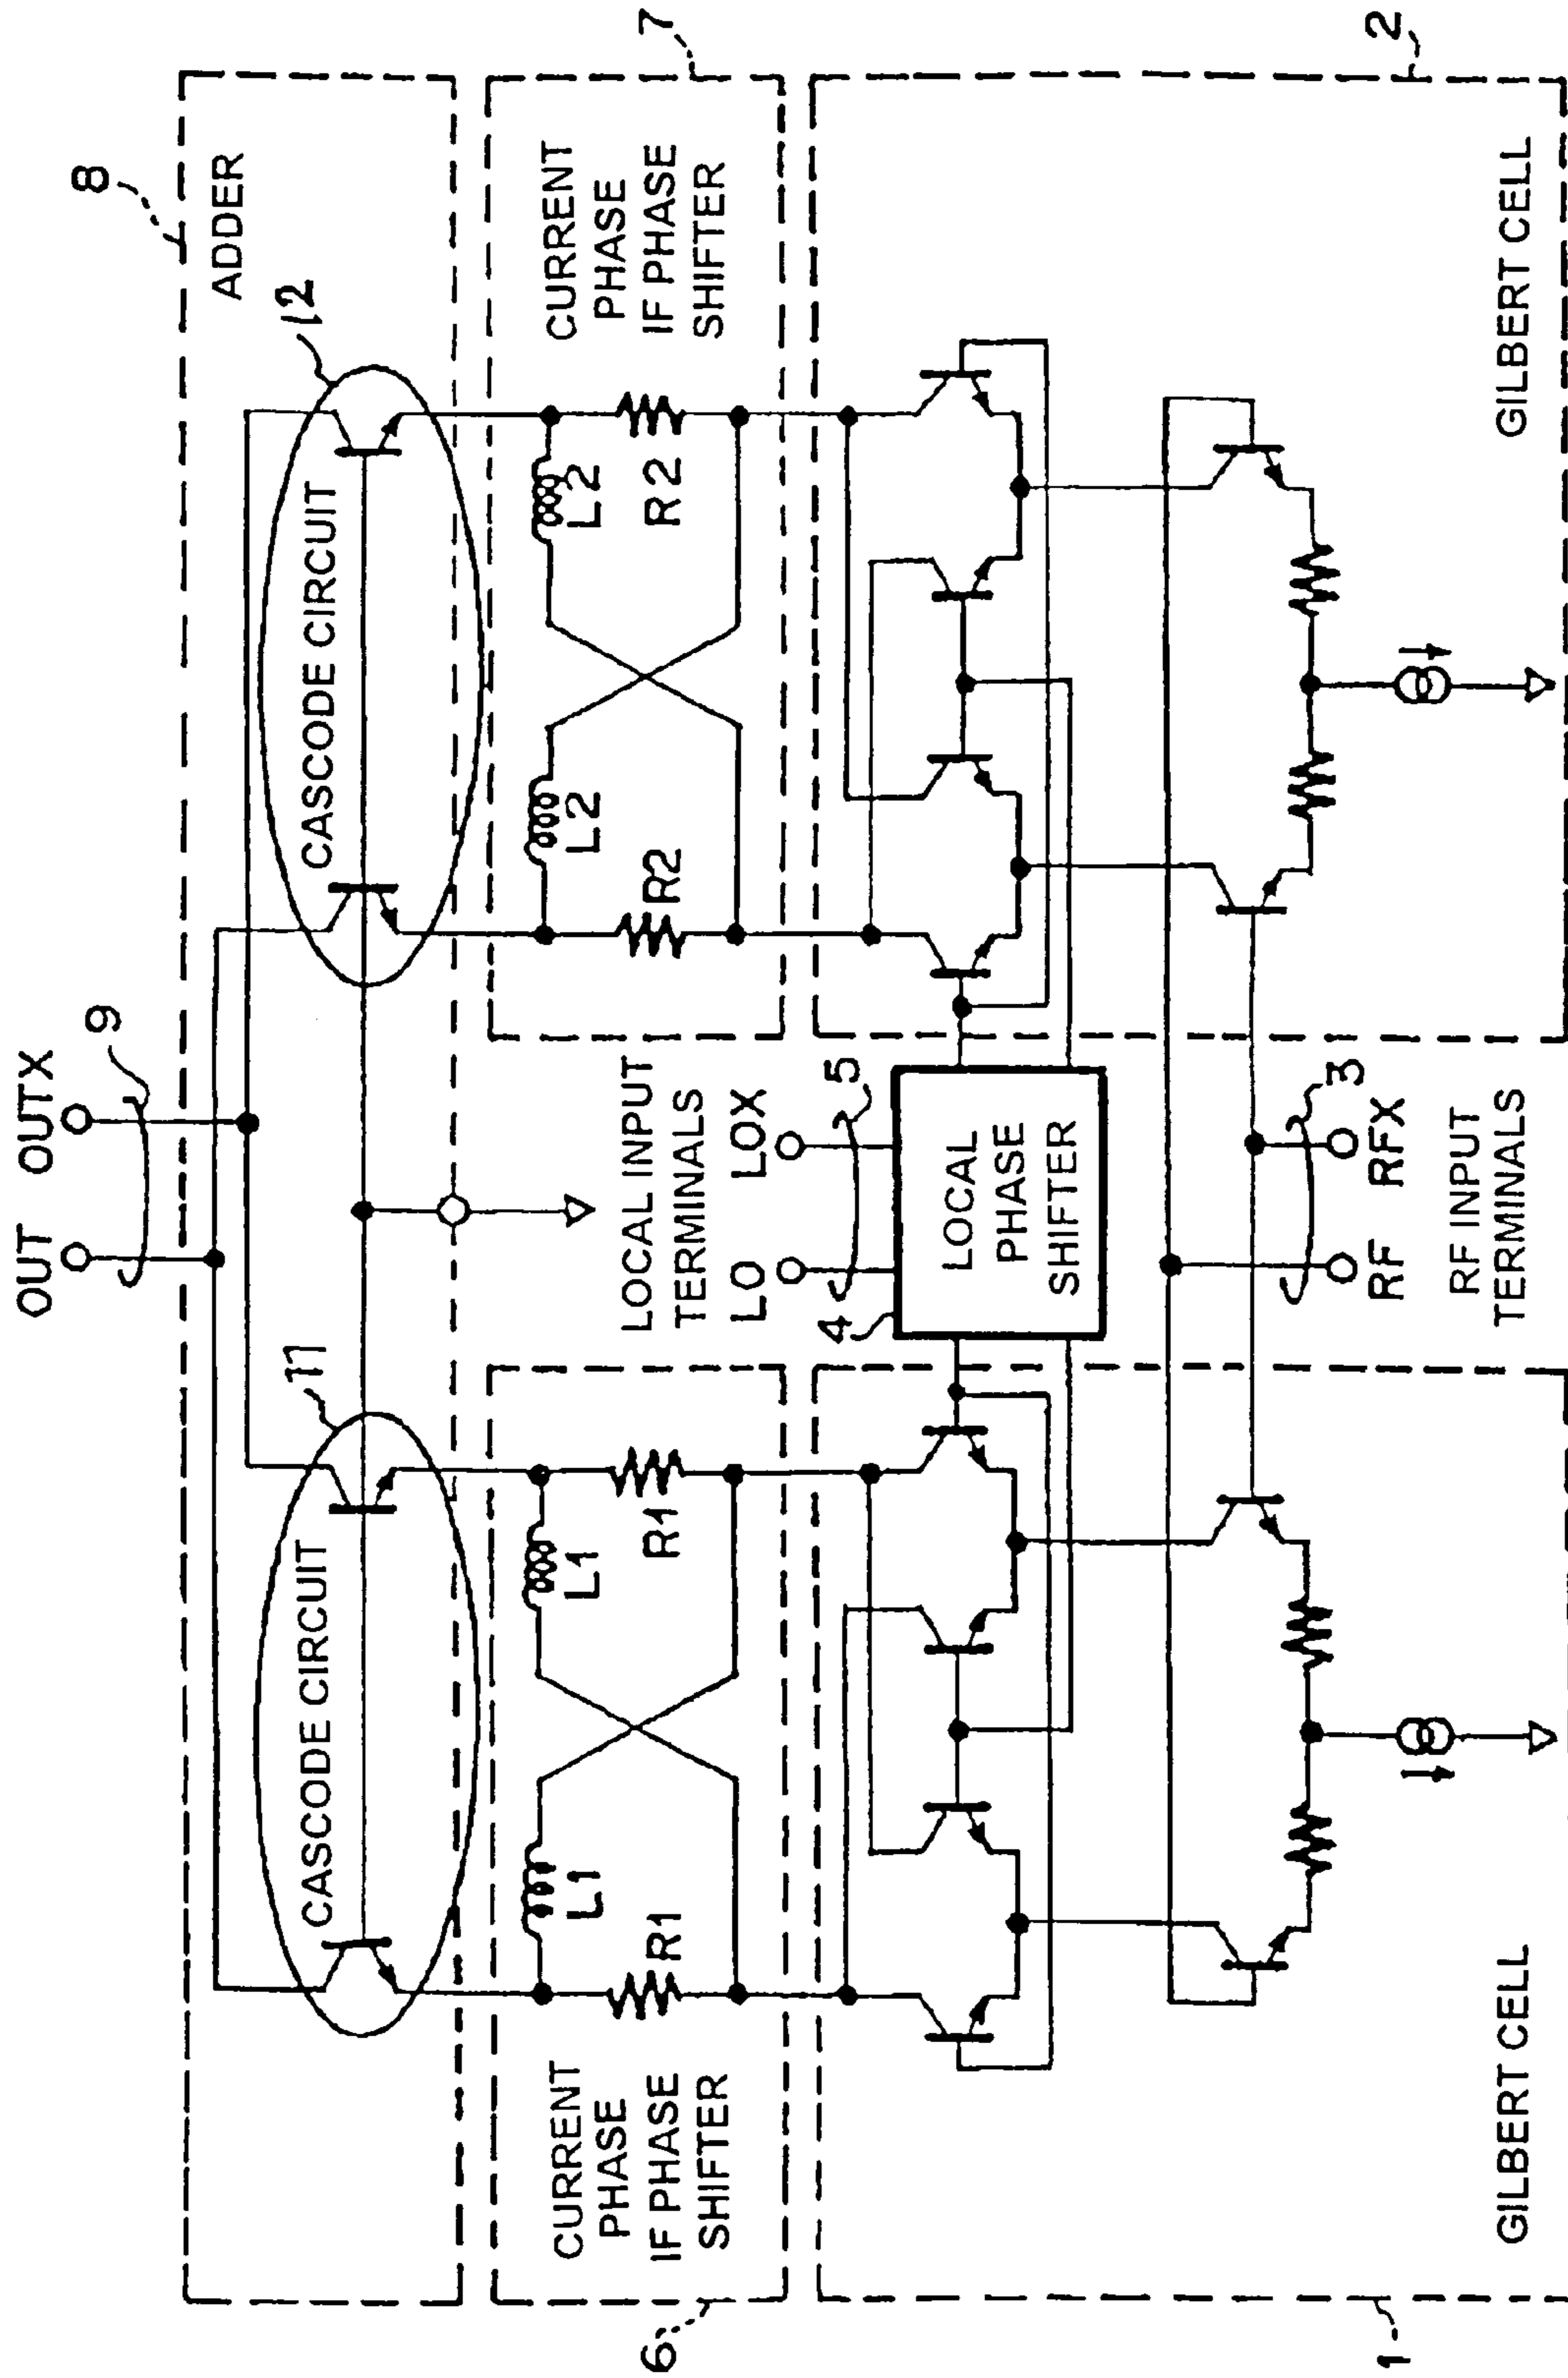 OUT OUTX
9
8
ADDER
11
CASCODE CIRCUIT
12
CASCODE CIRCUIT
6
CURRENT
PHASE
IF PHASE
SHIFTER
L1
L1
R1
R1
7
CURRENT
PHASE
IF PHASE
SHIFTER
L2
L2
R2
R2
LOCAL INPUT
TERMINALS
LO LOX
5
4
LOCAL
PHASE
SHIFTER
1
GILBERT CELL
2
GILBERT CELL
3
RF RFX
RF INPUT
TERMINALS